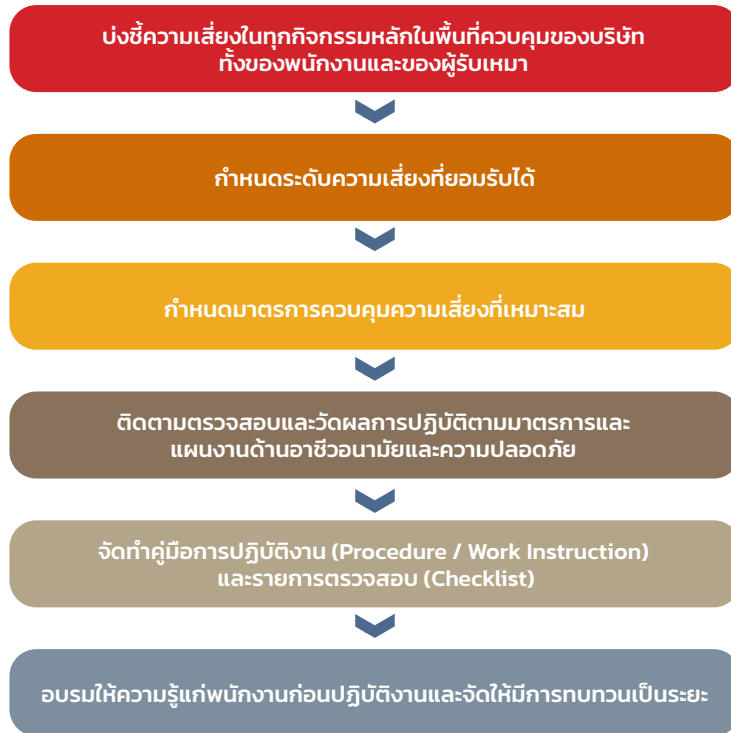 บ่งชี้ความเสี่ยงในทุกกิจกรรมหลักในพื้นที่ควบคุมของบริษัท
ทั้งของพนักงานและของผู้รับเหมา
กำหนดระดับความเสี่ยงที่ยอมรับได้
กำหนดมาตรการควบคุมความเสี่ยงที่เหมาะสม
ติดตามตรวจสอบและวัดผลการปฏิบัติตามมาตรการและ
แผนงานด้านอาชีวอนามัยและความปลอดภัย
จัดทำคู่มือการปฏิบัติงาน (Procedure / Work Instruction)
และรายการตรวจสอบ (Checklist)
อบรมให้ความรู้แก่พนักงานก่อนปฏิบัติงานและจัดให้มีการทบทวนเป็นระยะ